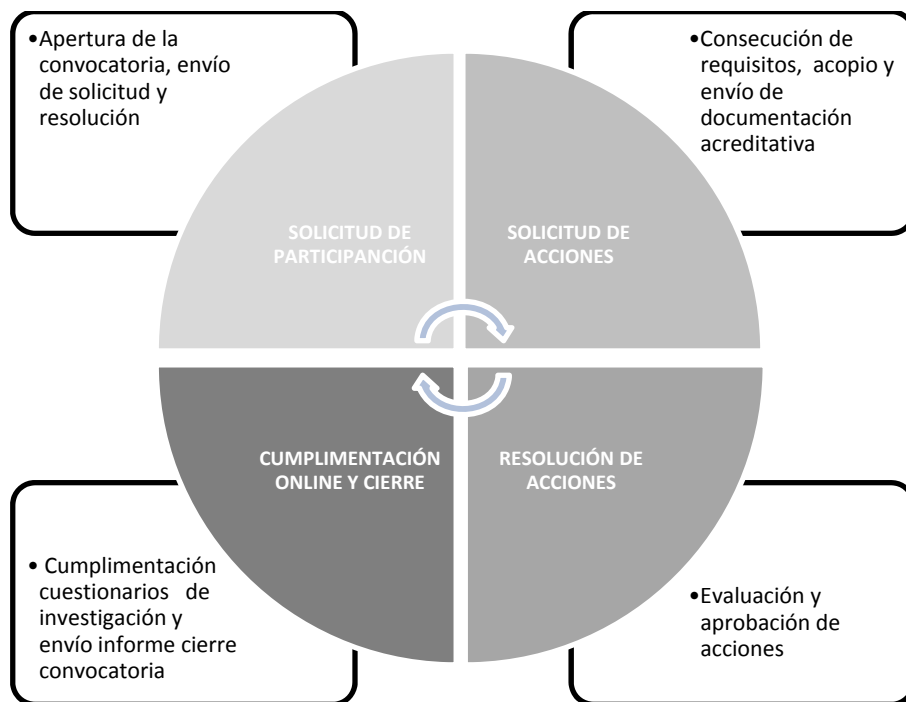 •Apertura de la
convocatoria, envío
de solicitud y
resolución
•Consecución de
requisitos, acopio y
envío de
documentación
acreditativa
SOLICITUD DE
PARTICIPANCIÓN
SOLICITUD DE
ACCIONES
CUMPLIMENTACIÓN
ONLINE Y CIERRE
RESOLUCIÓN DE
ACCIONES
• Cumplimentación
cuestionarios de
investigación y
envío informe cierre
convocatoria
•Evaluación y
aprobación de
acciones